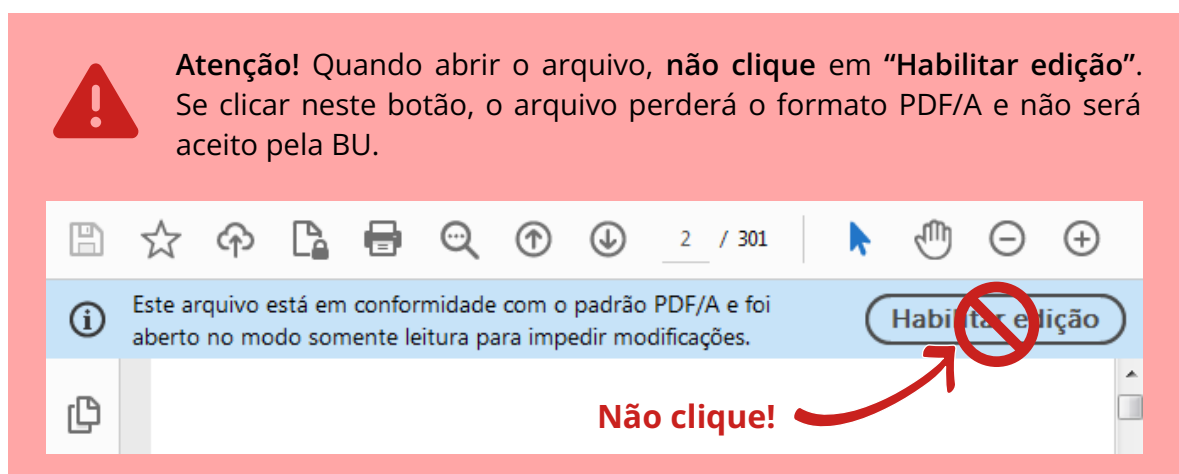 Atenção! Quando abrir o arquivo, não clique em “Habilitar edição”.
Se clicar neste botão, o arquivo perderá o formato PDF/A e não será
aceito pela BU.
2 / 301
Este arquivo está em conformidade com o padrão PDF/A e foi
aberto no modo somente leitura para impedir modificações.
Habilitar edição
Não clique!